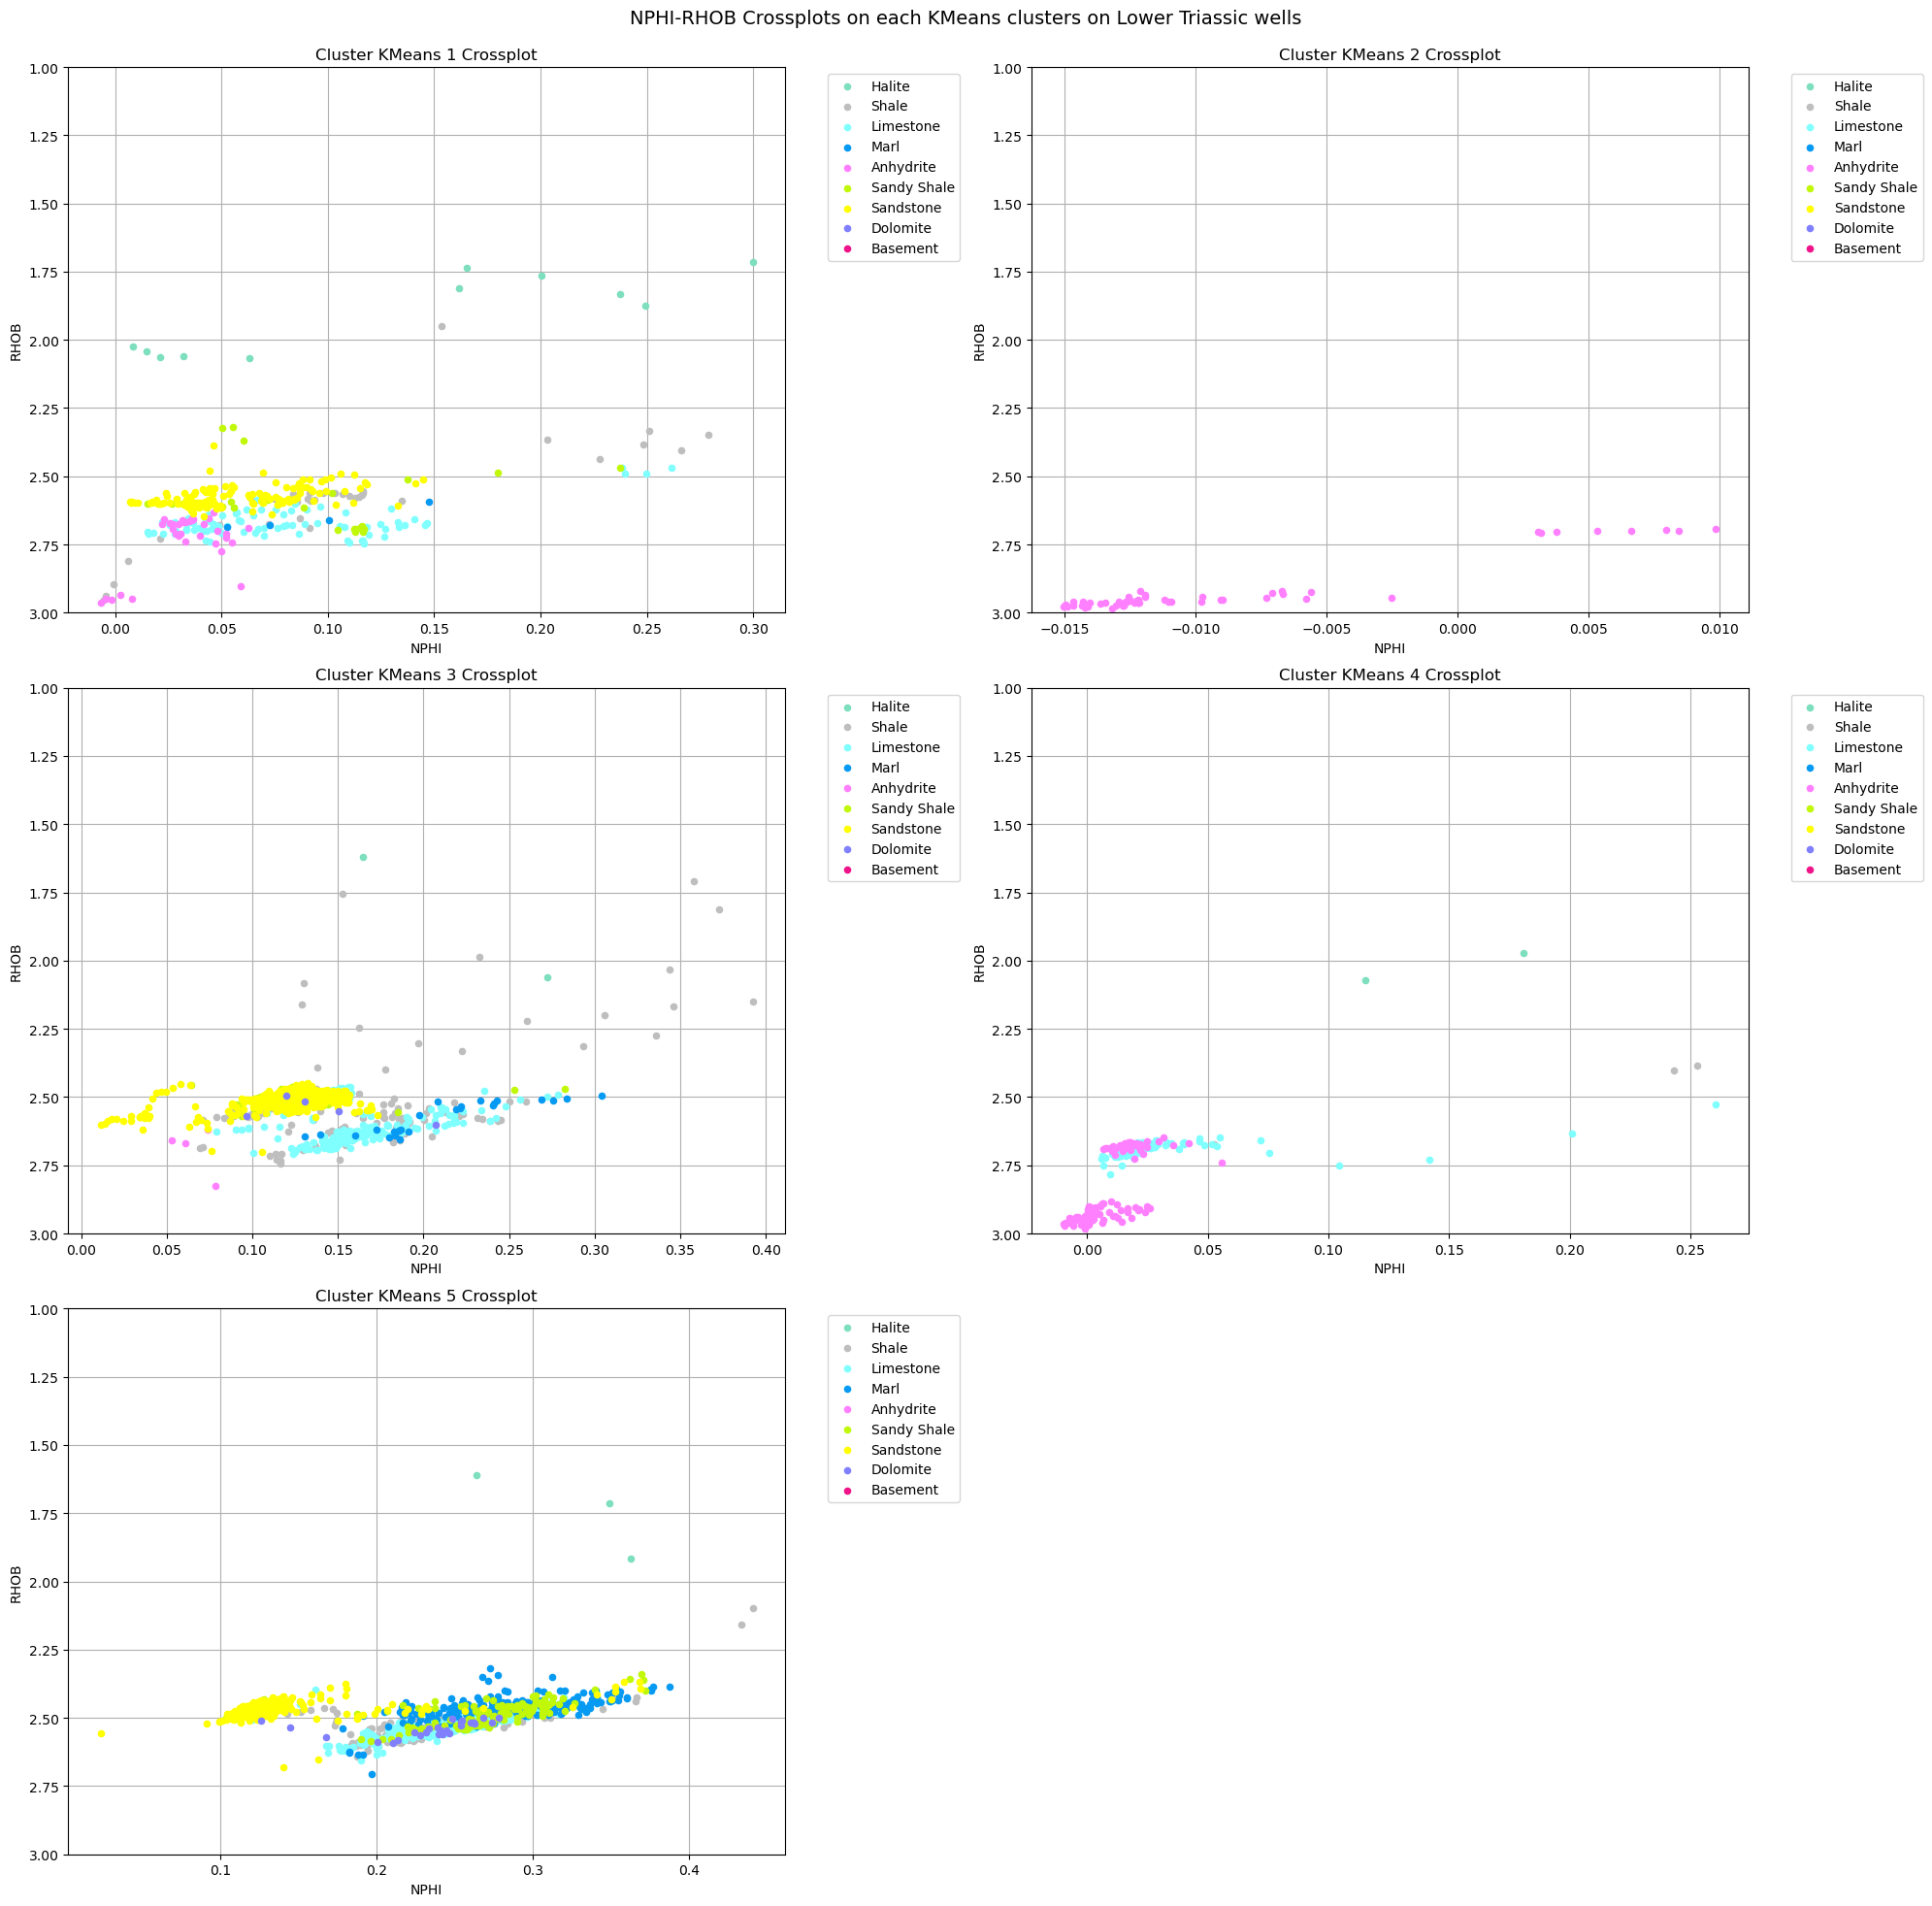 NPHI-RHOB Crossplots on each KMeans clusters on Lower Triassic wells
Cluster KMeans 1 Crossplot
1.00
1.25
1.50
1.75
2.00
2.25
2.50
2.75
3.00
RHOB
0.00 0.05 0.10 0.15 0.20 0.25 0.30
NPHI
Halite
Shale
Limestone
Marl
Anhydrite
Sandy Shale
Sandstone
Dolomite
Basement
Cluster KMeans 2 Crossplot
1.00
1.25
1.50
1.75
2.00
2.25
2.50
2.75
3.00
RHOB
−0.015 −0.010 −0.005 0.000 0.005 0.010
NPHI
Halite
Shale
Limestone
Marl
Anhydrite
Sandy Shale
Sandstone
Dolomite
Basement
Cluster KMeans 3 Crossplot
1.00
1.25
1.50
1.75
2.00
2.25
2.50
2.75
3.00
RHOB
0.00 0.05 0.10 0.15 0.20 0.25 0.30 0.35 0.40
NPHI
Halite
Shale
Limestone
Marl
Anhydrite
Sandy Shale
Sandstone
Dolomite
Basement
Cluster KMeans 4 Crossplot
1.00
1.25
1.50
1.75
2.00
2.25
2.50
2.75
3.00
RHOB
0.00 0.05 0.10 0.15 0.20 0.25
NPHI
Halite
Shale
Limestone
Marl
Anhydrite
Sandy Shale
Sandstone
Dolomite
Basement
Cluster KMeans 5 Crossplot
1.00
1.25
1.50
1.75
2.00
2.25
2.50
2.75
3.00
RHOB
0.1 0.2 0.3 0.4
NPHI
Halite
Shale
Limestone
Marl
Anhydrite
Sandy Shale
Sandstone
Dolomite
Basement